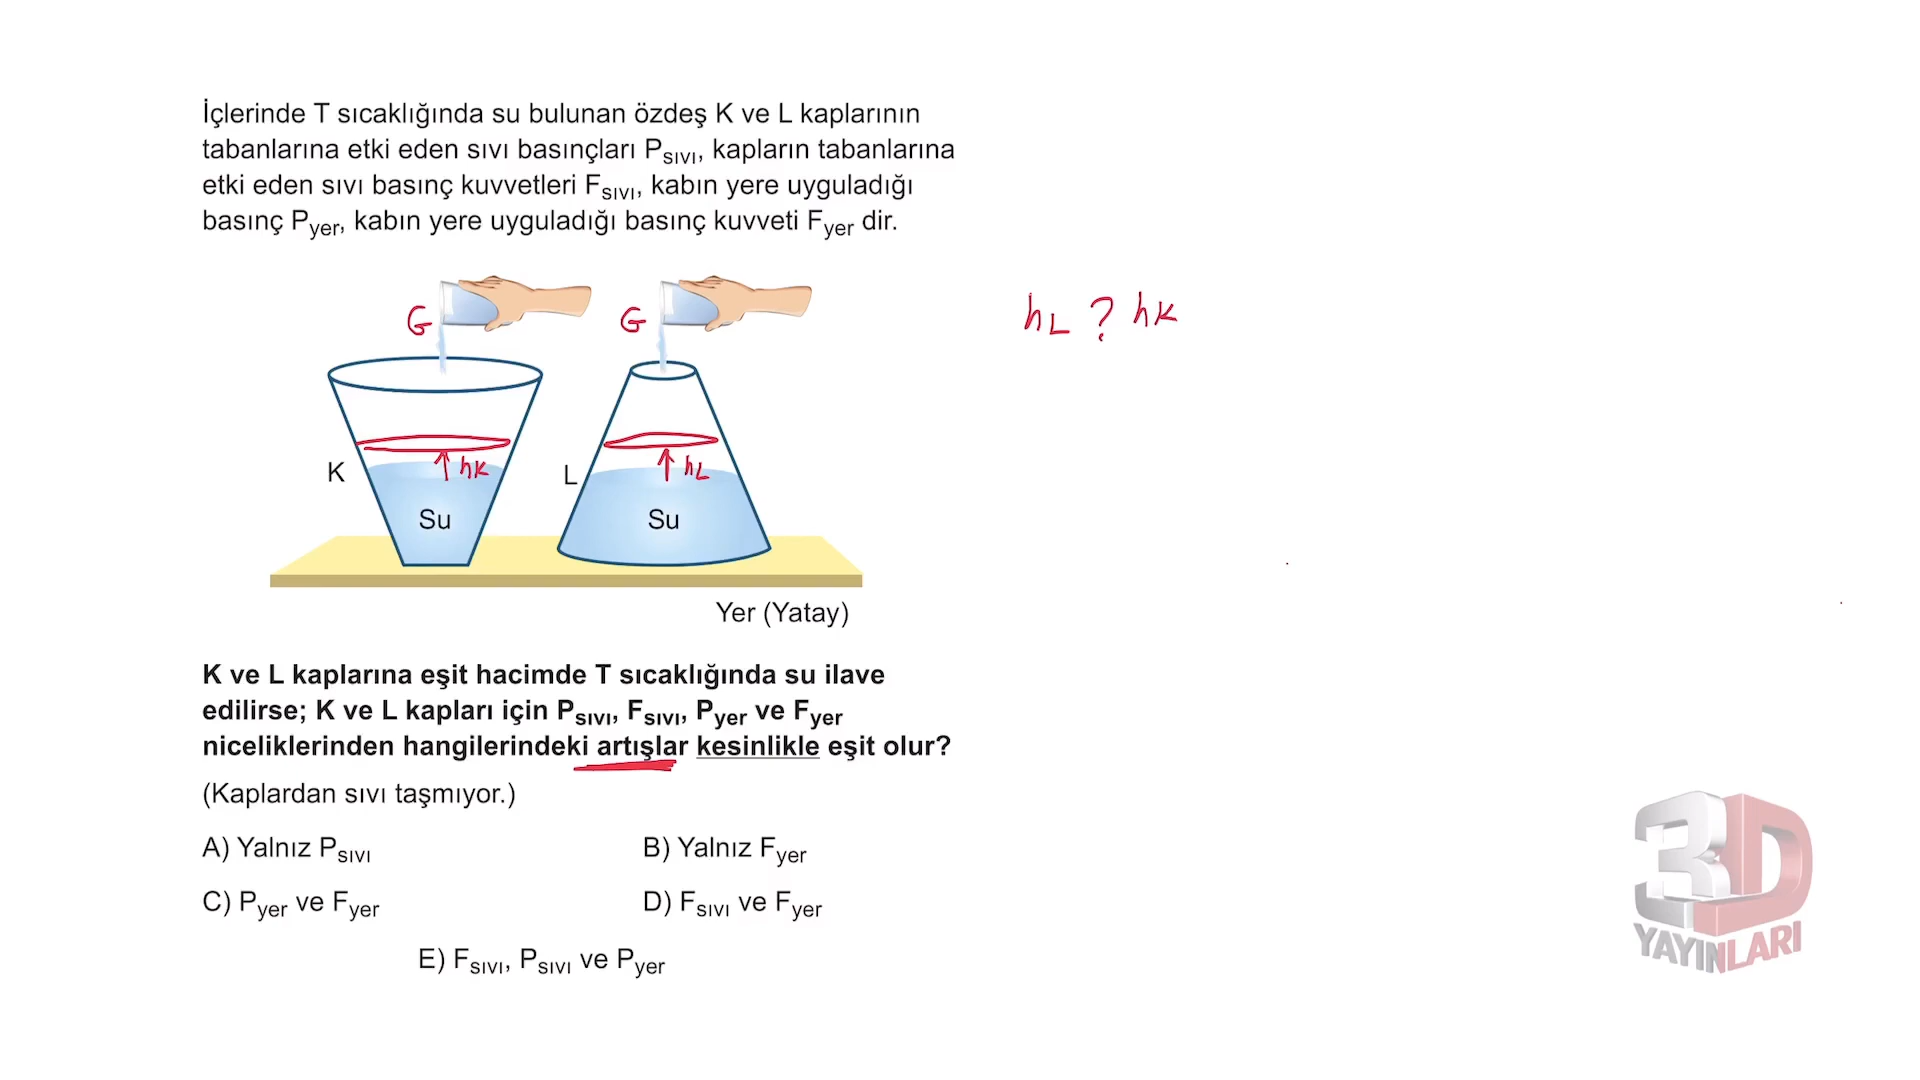 İçlerinde T sıcaklığında su bulunan özdeş K ve L kaplarının
tabanlarına etki eden sıvı basınçları Psıvı, kapların tabanlarına
etki eden sıvı basınç kuvvetleri Fsıvı, kabın yere uyguladığı
basınç Pyer, kabın yere uyguladığı basınç kuvveti Fyer dir.
G G
hL ? hK
K hK L hL
Su Su
Yer (Yatay)
K ve L kaplarına eşit hacimde T sıcaklığında su ilave
edilirse; K ve L kapları için Psıvı, Fsıvı, Pyer ve Fyer
niceliklerinden hangilerindeki artışlar kesinlikle eşit olur?
(Kaplardan sıvı taşmıyor.)
A) Yalnız Psıvı B) Yalnız Fyer
C) Pyer ve Fyer D) Fsıvı ve Fyer
E) Fsıvı, Psıvı ve Pyer
3D
YAYINLARI